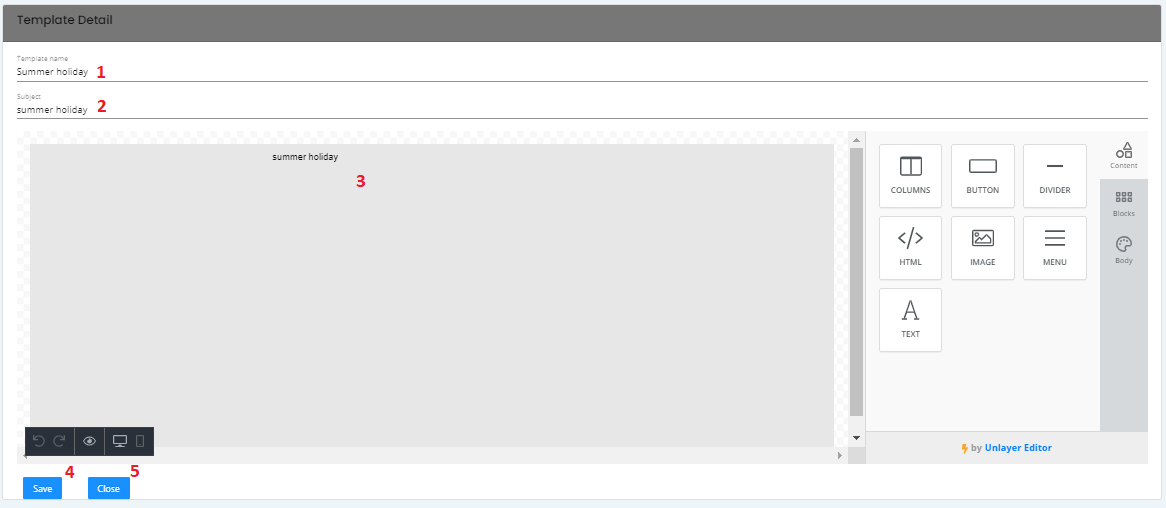 Template Detail
Template name
Summer holiday 1
Subject
summer holiday 2
summer holiday
3
COLUMNS BUTTON DIVIDER
HTML IMAGE MENU
TEXT
Content
Blocks
Body
by Unlayer Editor
4 5
Save Close